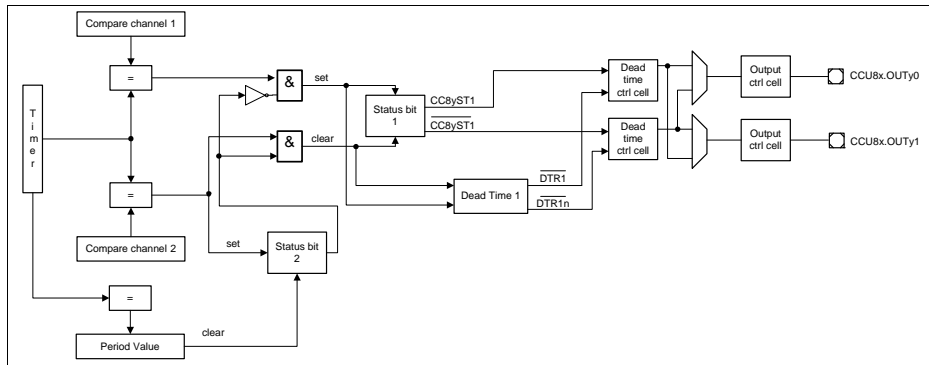 Compare channel 1
=
Timer
=
Compare channel 2
=
Period Value
&
set
&
clear
set
Status bit
2
clear
Status bit
1
CC8yST1
CC8yST1
Dead Time 1
DTR1
DTR1n
Dead
time
ctrl cell
Dead
time
ctrl cell
Output
ctrl cell
CCU8x.OUTy0
Output
ctrl cell
CCU8x.OUTy1